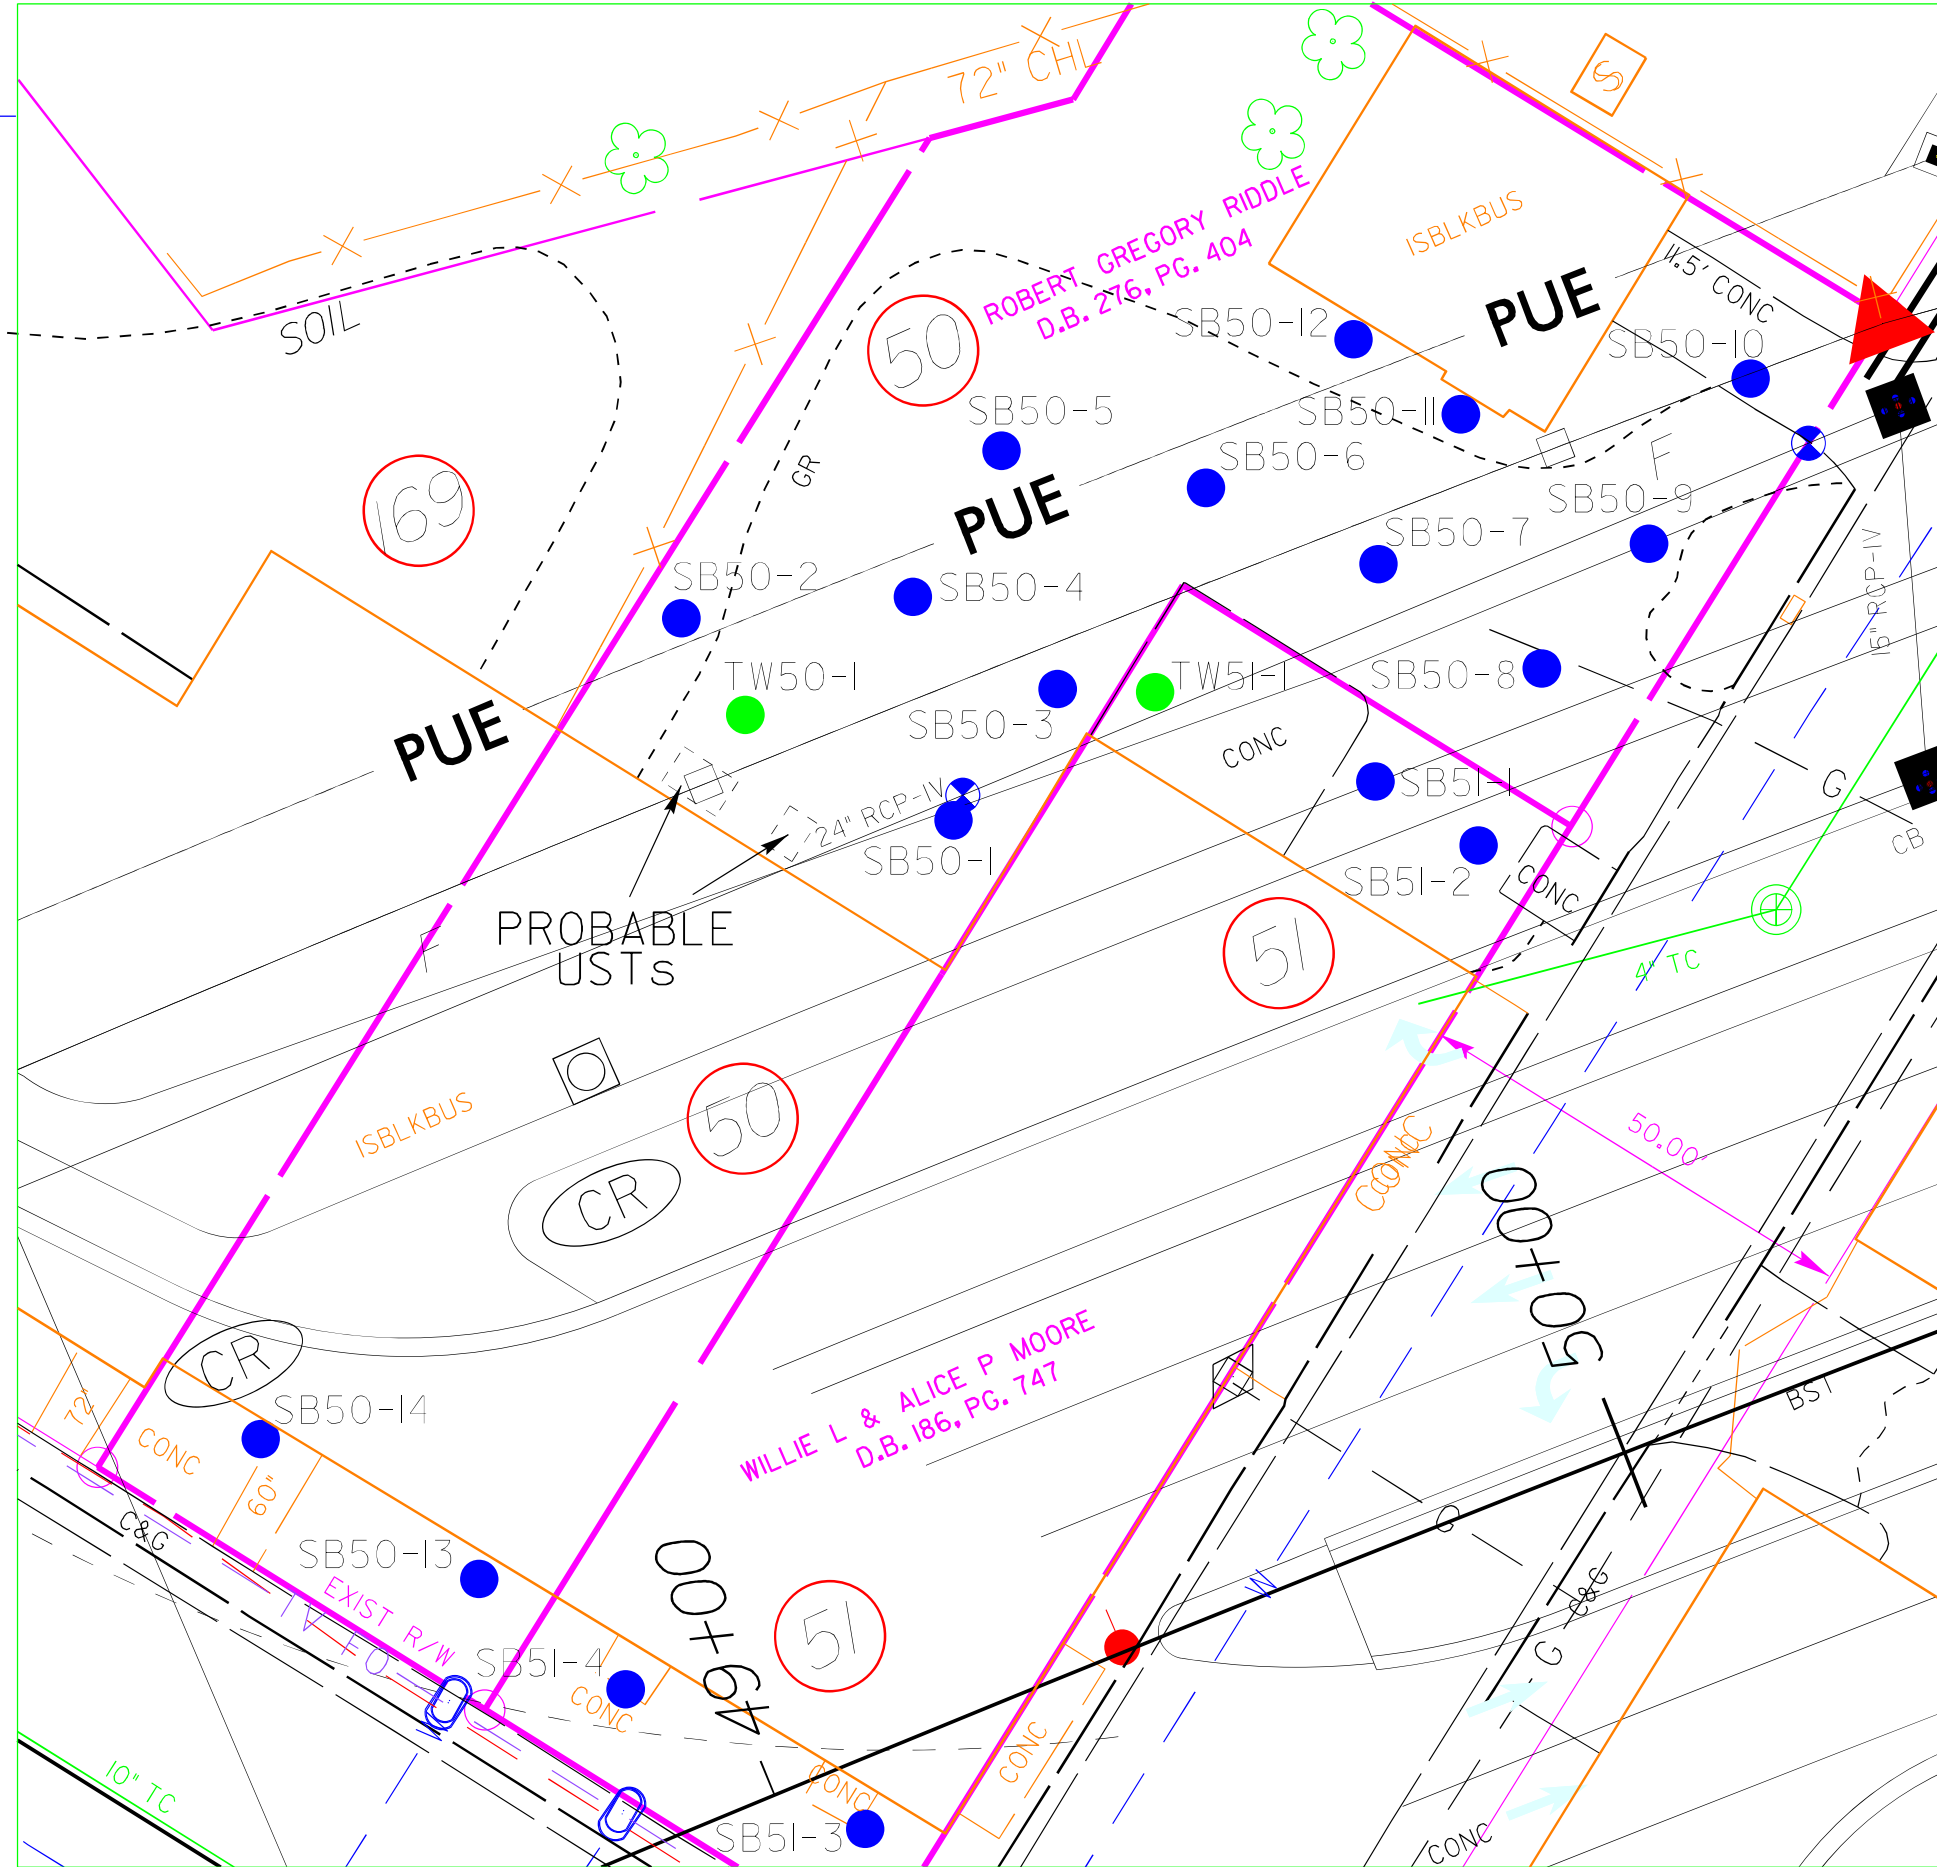 72" CHL
S
ISBLKBUS
ROBERT GREGORY RIDDLE
D.B. 276, PG. 404
11.5' CONC
PUE
SOIL
SB50-12
SB50-10
50
SB50-5
SB50-11
GR
SB50-6
F
169
PUE
SB50-9
SB50-7
15" RCP-IV
SB50-2
SB50-4
TW50-1
TW51-1
SB50-8
SB50-3
PUE
CONC
SB51-1
G
24" RCP-IV
CB
SB50-1
SB51-2
CONC
PROBABLE
USTs
F
51
4" TC
ISBLKBUS
50
CONC
CONC
50.00'
CR
50+00
CR
WILLIE L & ALICE P MOORE
D.B. 186, PG. 747
72"
SB50-14
BST
CONC
60"
C&G
G
SB50-13
EXIST R/W
W
C&G
49+00
51
G
SB51-4
CONC
W
CONC
CONC
10" TC
SB51-3
CONC